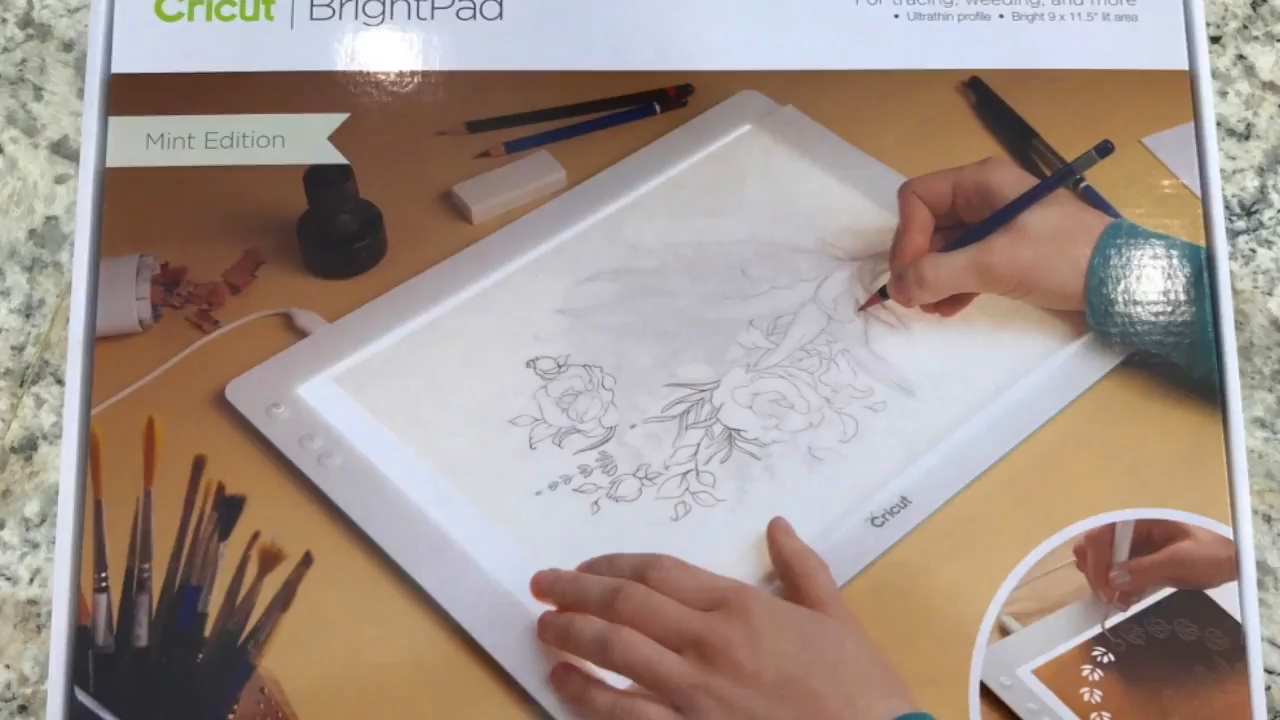 Cricut | BrightPad
For tracing, weeding, and more
• Ultrathin profile • Bright 9 x 11.5" lit area
Mint Edition
Cricut